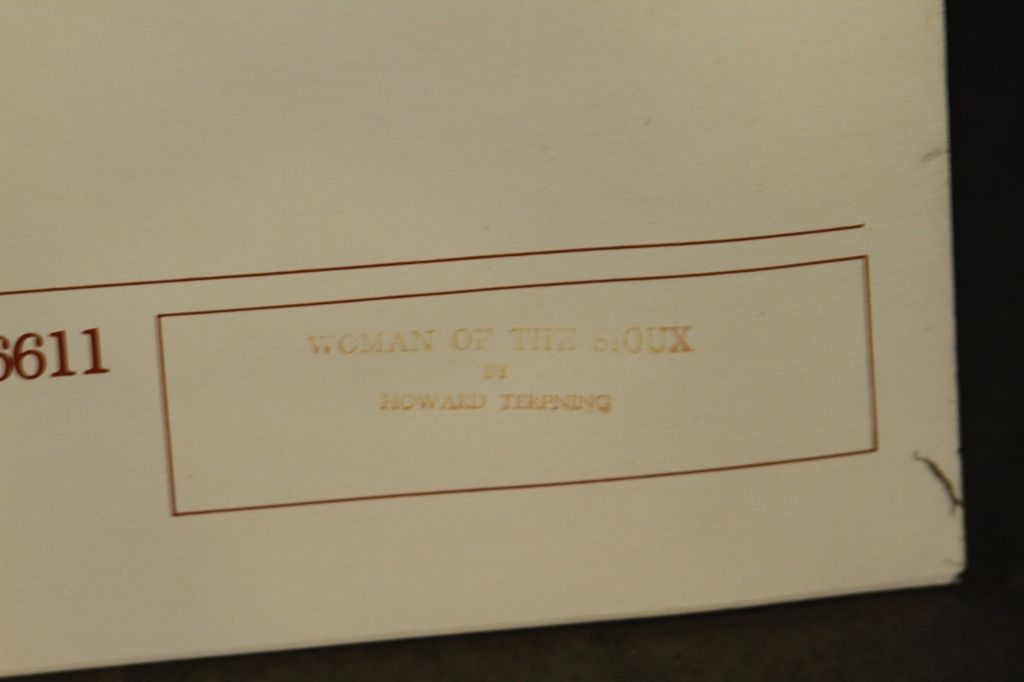 6611
WOMAN OF THE SIOUX
BY
HOWARD TERPNING